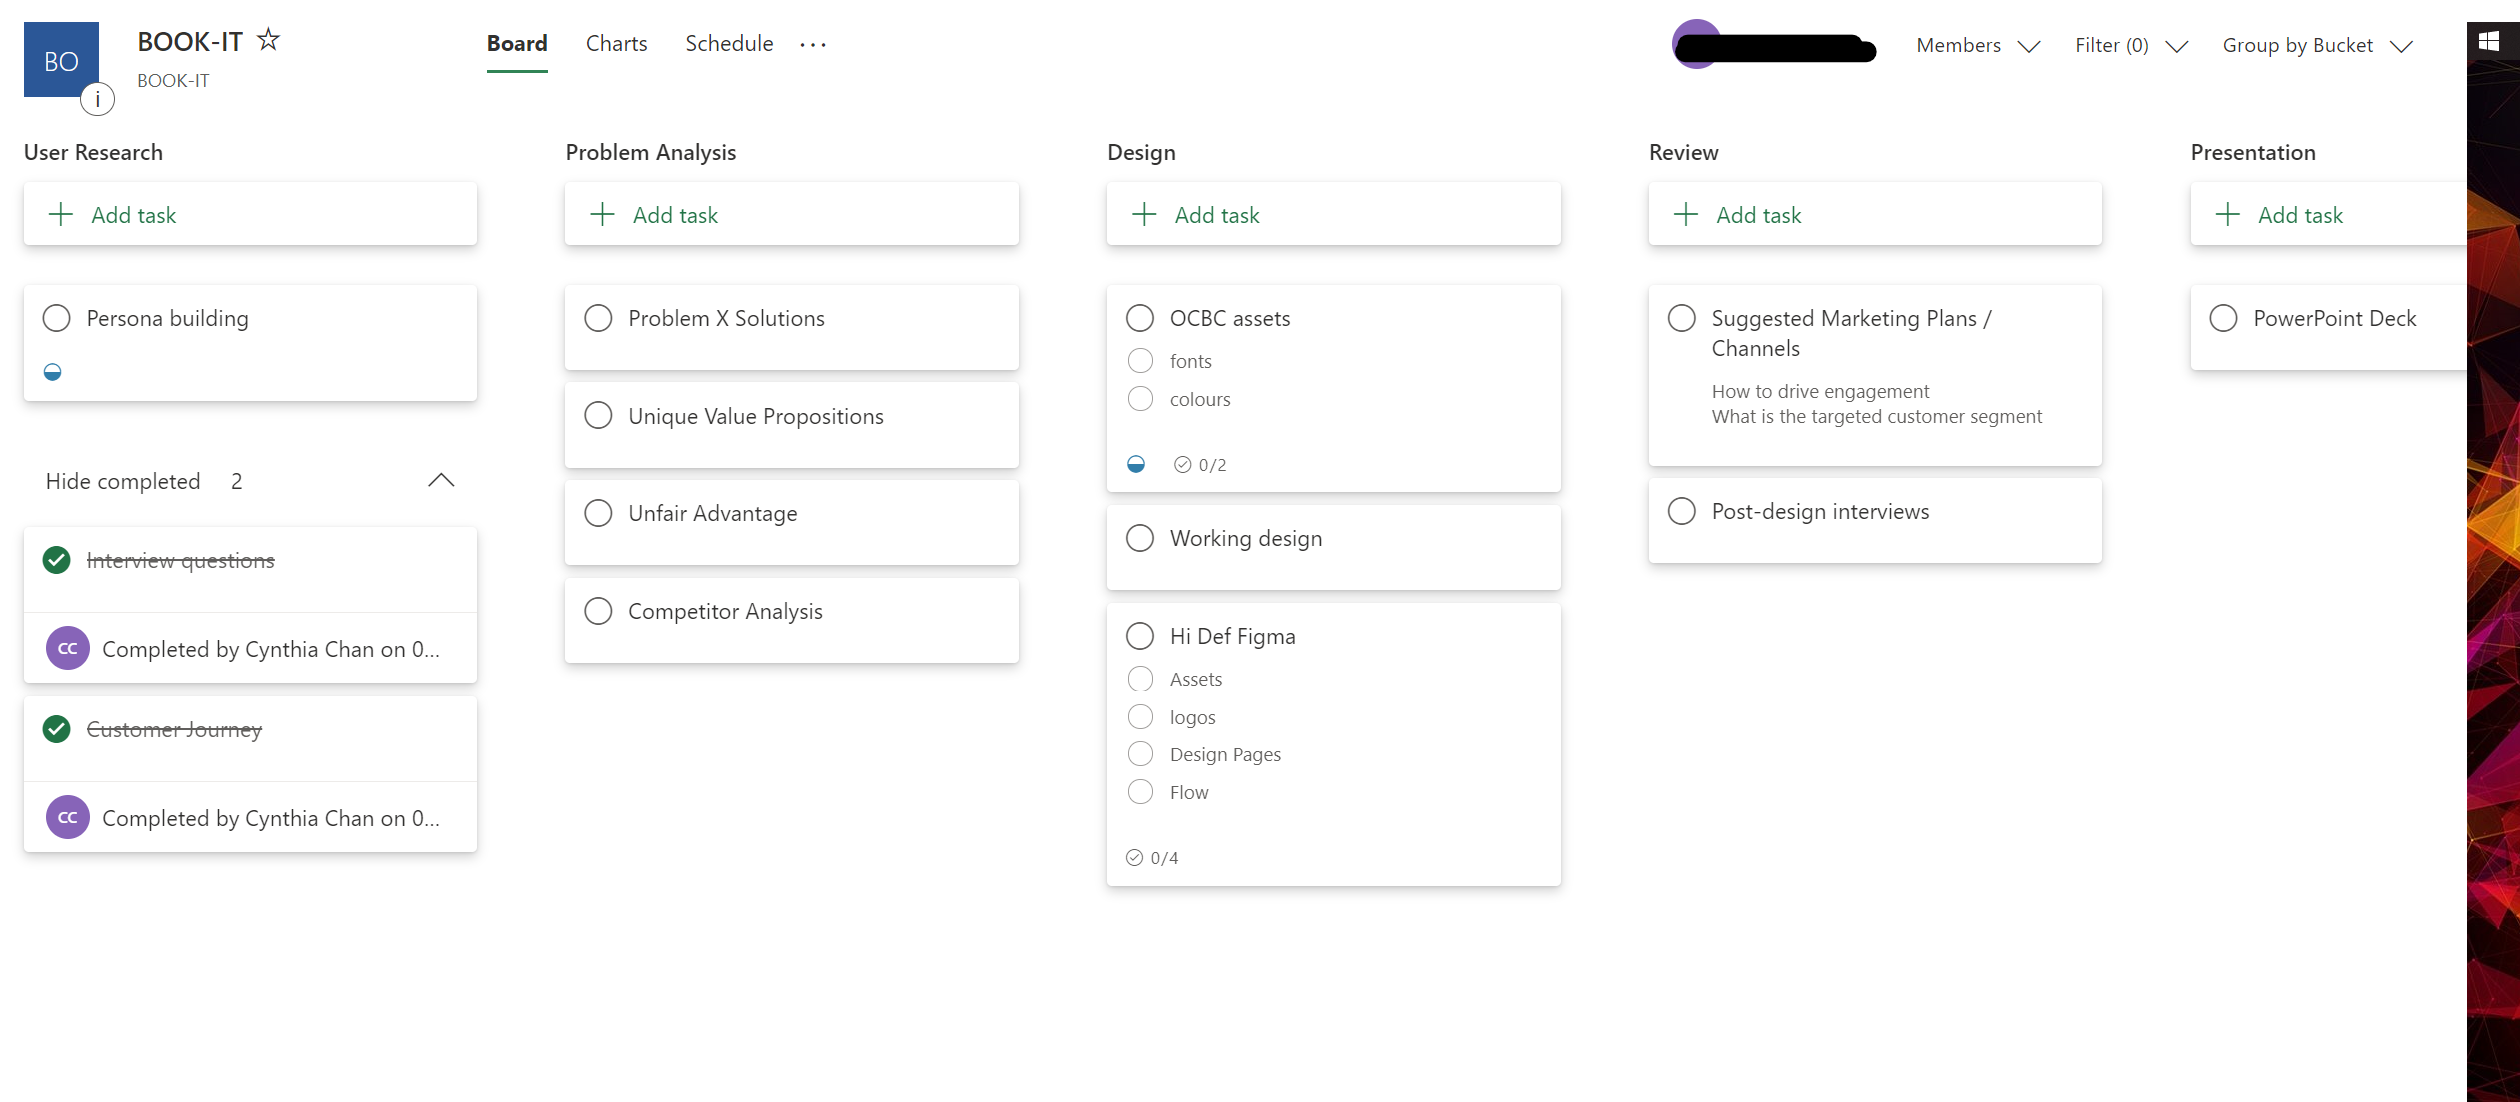 BO
BOOK-IT
BOOK-IT
i
Board
Charts
Schedule
...
Members
Filter (0)
Group by Bucket
User Research
Add task
Persona building
Hide completed 2
Interview questions
CC Completed by Cynthia Chan on 0...
Customer Journey
CC Completed by Cynthia Chan on 0...
Problem Analysis
Add task
Problem X Solutions
Unique Value Propositions
Unfair Advantage
Competitor Analysis
Design
Add task
OCBC assets
fonts
colours
0/2
Working design
Hi Def Figma
Assets
logos
Design Pages
Flow
0/4
Review
Add task
Suggested Marketing Plans /
Channels
How to drive engagement
What is the targeted customer segment
Post-design interviews
Presentation
Add task
PowerPoint Deck